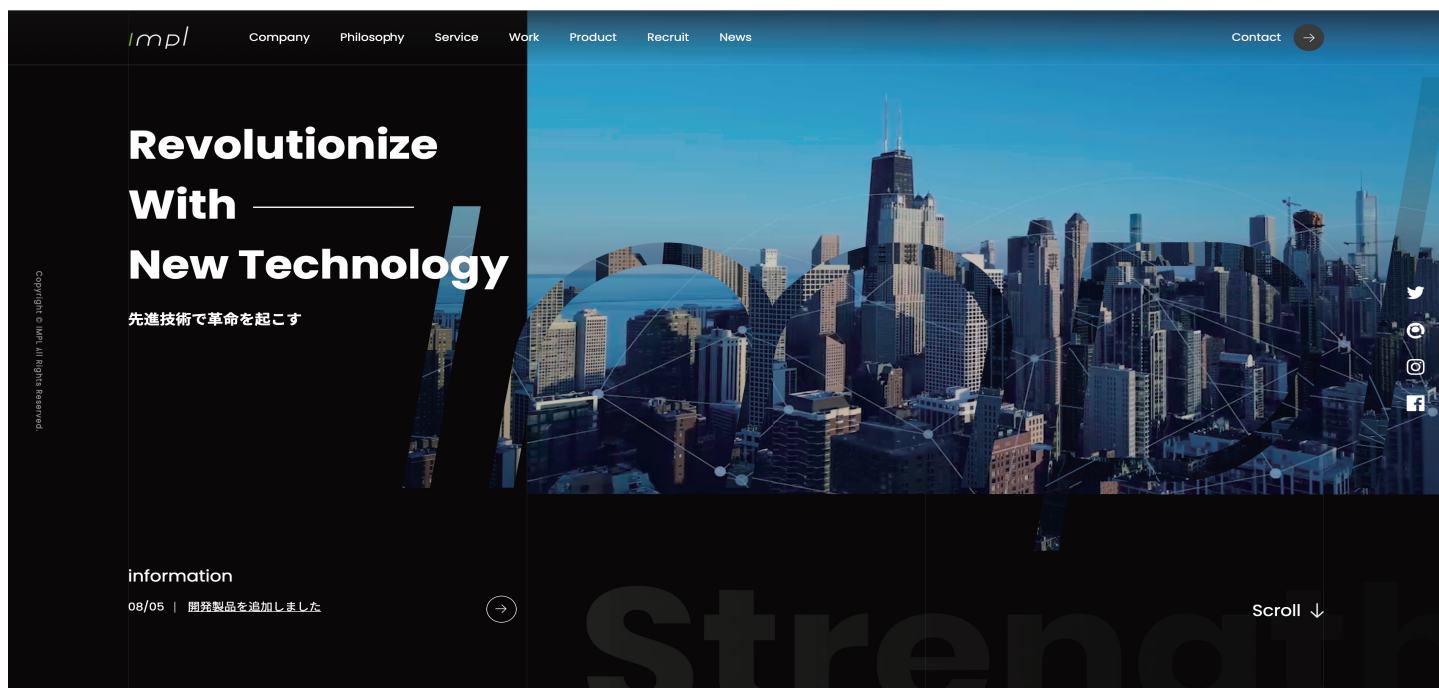 impl
Company
Philosophy
Service
Work
Product
Recruit
News
Contact
Revolutionize
With
New Technology
先進技術で革命を起こす
Copyright © IMPL All Rights Reserved.
impl
information
08/05 | 開発製品を追加しました
Scroll
Strength